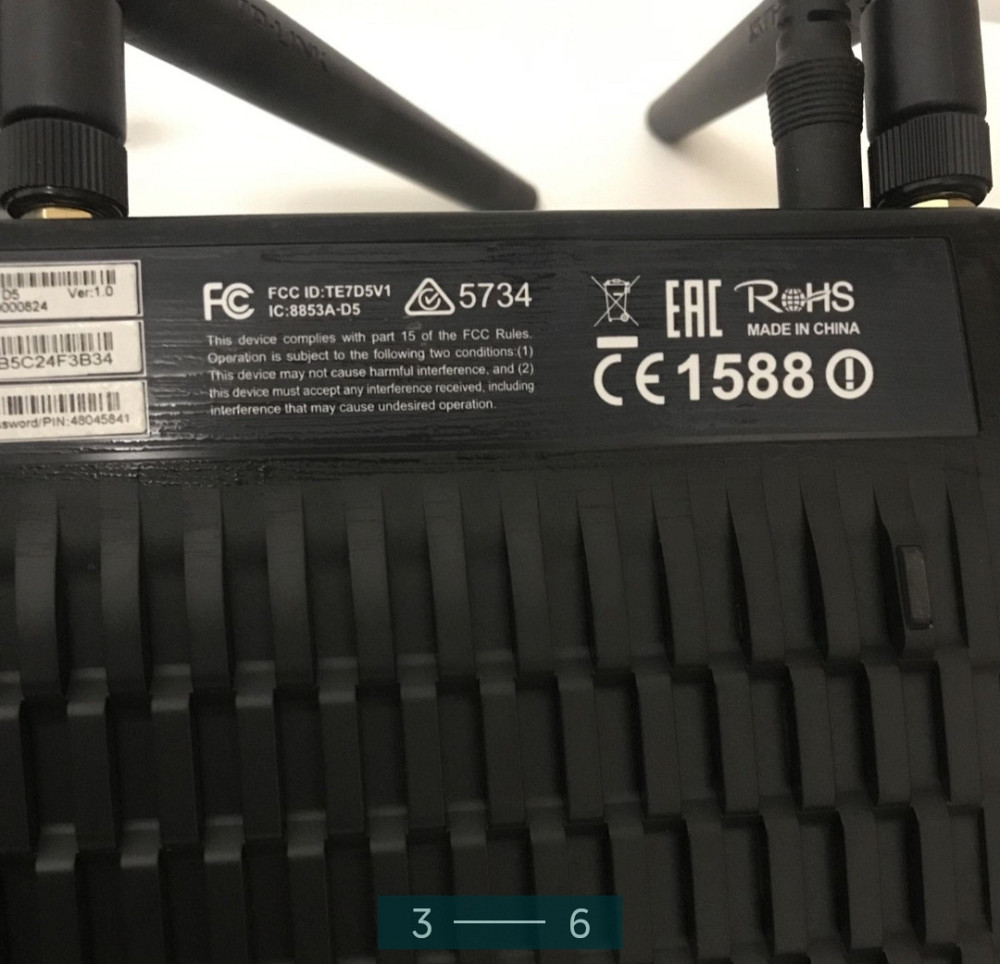 TP-LINK
D5 Ver:1.0
000824
B5C24F3B34
ssword/PIN:48045841
FC FCC ID:TE7D5V1
IC:8853A-D5
5734
This device complies with part 15 of the FCC Rules.
Operation is subject to the following two conditions:(1)
This device may not cause harmful interference, and (2)
this device must accept any interference received, including
interference that may cause undesired operation.
EAC RoHS
MADE IN CHINA
CE1588
3 — 6